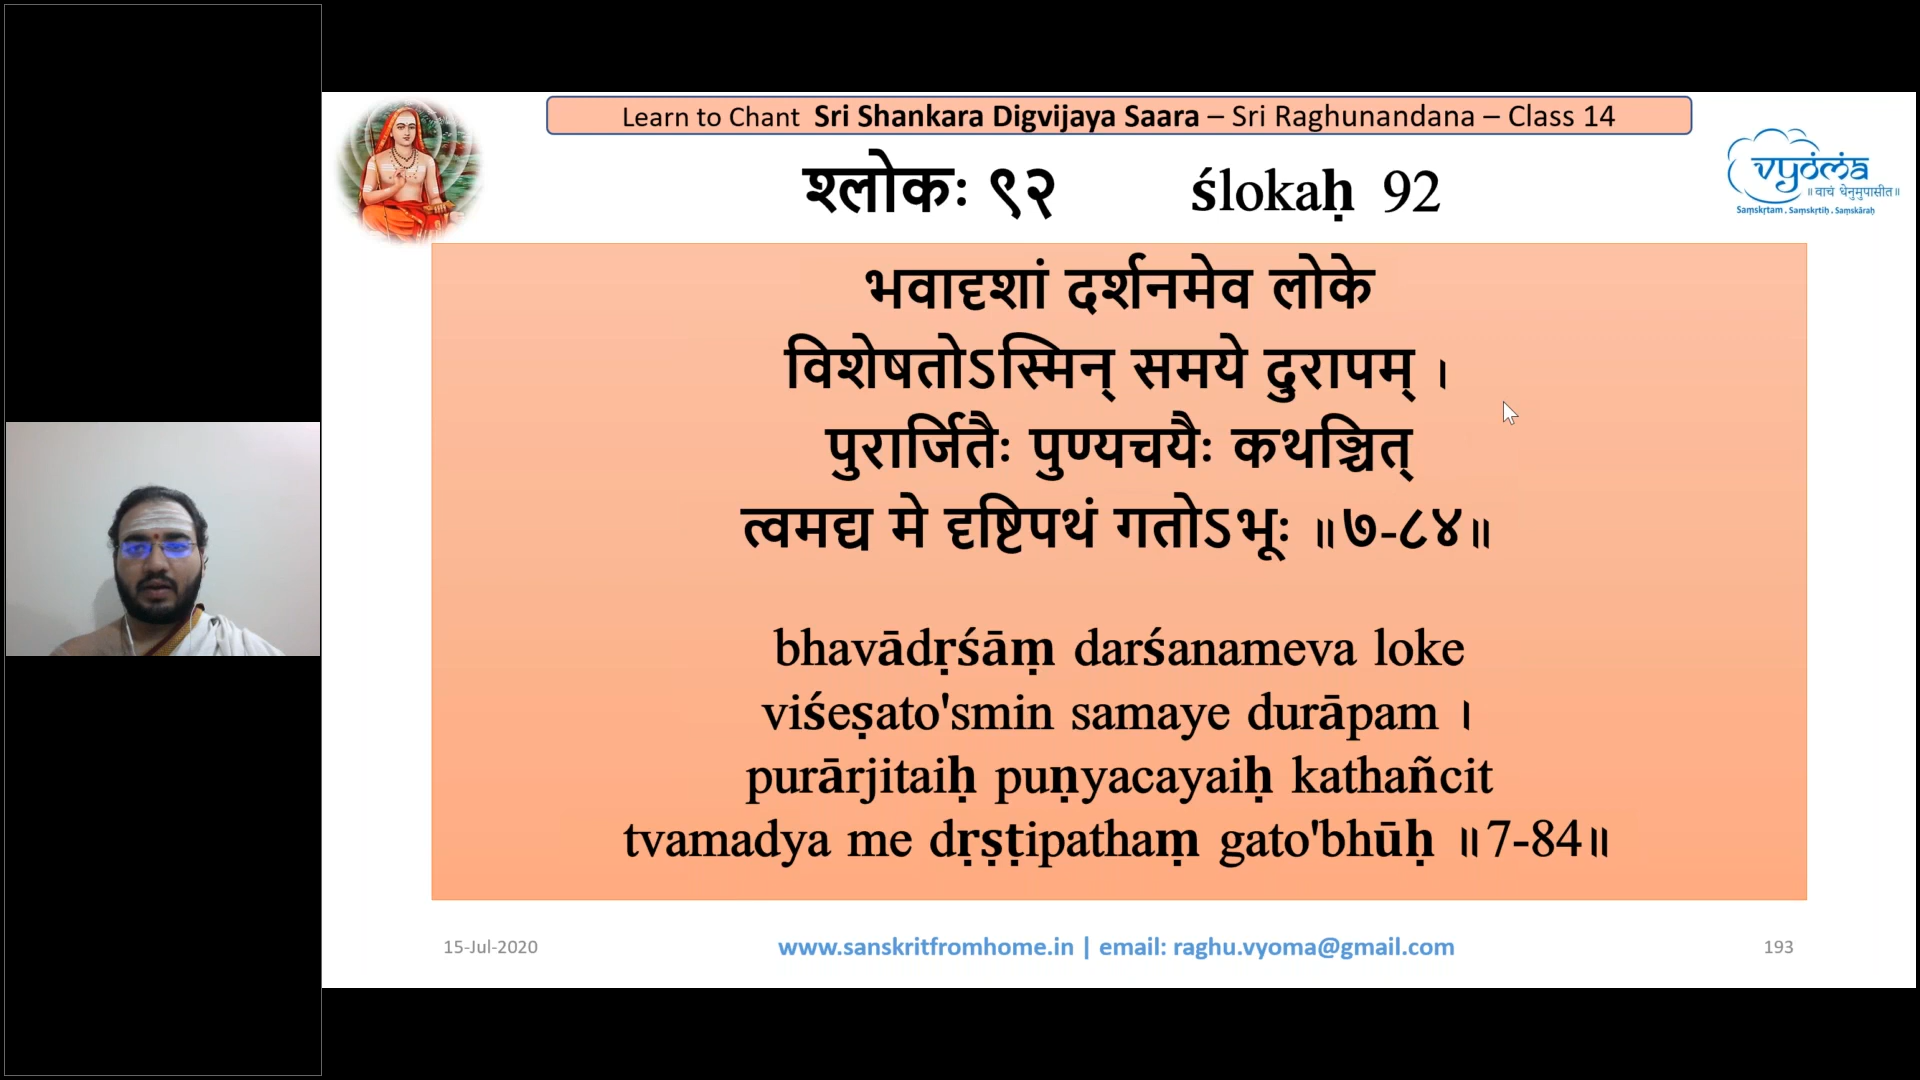 Learn to Chant Sri Shankara Digvijaya Saara – Sri Raghunandana – Class 14
श्लोकः ९२ ślokaḥ 92
vyoma
॥ वाचं धेनुमुपासीत॥
Saṃskṛtam . Saṃskṛtiḥ . Saṃskāraḥ
भवादृशां दर्शनमेव लोके
विशेषतोऽस्मिन् समये दुरापम् ।
पुरार्जितैः पुण्यचयैः कथञ्चित्
त्वमद्य मे दृष्टिपथं गतोऽभूः ॥७-८४॥
bhavādṛśāṃ darśanameva loke
viśeṣato'smin samaye durāpam ।
purārjitaiḥ puṇyacayaiḥ kathañcit
tvamadya me dṛṣṭipathaṃ gato'bhūḥ ॥7-84॥
15-Jul-2020 www.sanskritfromhome.in | email: raghu.vyoma@gmail.com 193